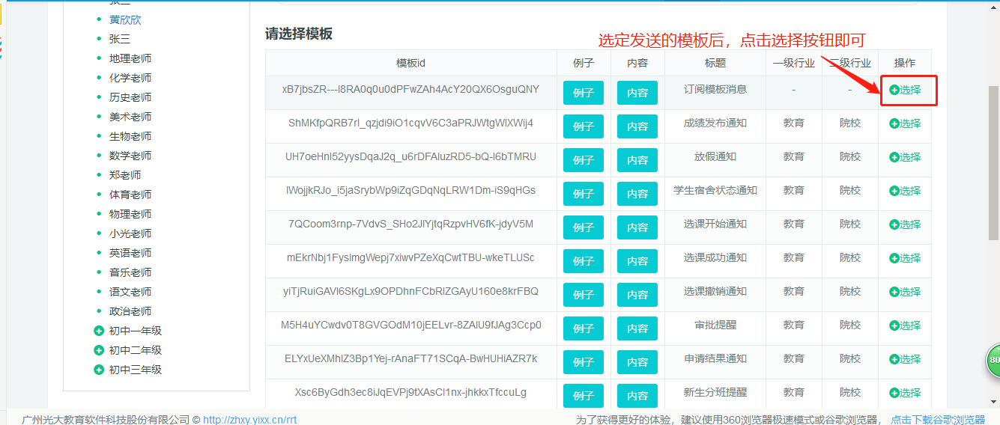 黄欣欣
张三
地理老师
化学老师
历史老师
美术老师
生物老师
数学老师
郑老师
体育老师
物理老师
小光老师
英语老师
音乐老师
语文老师
政治老师
初中一年级
初中二年级
初中三年级
请选择模板
选定发送的模板后，点击选择按钮即可
模板id 例子 内容 标题 一级行业 二级行业 操作
xB7jbsZR---l8RA0q0u0dPFwZAh4AcY20QX6OsguQNY 例子 内容 订阅模板消息 - - 选择
ShMKfpQRB7rl_qzjdi9iO1cqvV6C3aPRJWtgWlXWij4 例子 内容 成绩发布通知 教育 院校 选择
UH7oeHnl52yysDqaJ2q_u6rDFAluzRD5-bQ-l6bTMRU 例子 内容 放假通知 教育 院校 选择
lWojjkRJo_i5jaSrybWp9iZqGDqNqLRW1Dm-iS9qHGs 例子 内容 学生宿舍状态通知 教育 院校 选择
7QCoom3rnp-7VdvS_SHo2JlYjtqRzpvHV6fK-jdyV5M 例子 内容 选课开始通知 教育 院校 选择
mEkrNbj1FyslmgWepj7xiwvPZeXqCwtTBU-wkeTLUSc 例子 内容 选课成功通知 教育 院校 选择
yiTjRuiGAVl6SKgLx9OPDhnFCbRlZGAyU160e8krFBQ 例子 内容 选课撤销通知 教育 院校 选择
M5H4uYCwdv0T8GVGOdM10jEELvr-8ZAlU9fJAg3Ccp0 例子 内容 审批提醒 教育 院校 选择
ELYxUeXMhlZ3Bp1Yej-rAnaFT71SCqA-BwHUHiAZR7k 例子 内容 申请结果通知 教育 院校 选择
Xsc6ByGdh3ec8iJqEVPj9tXAsCl1nx-jhkkxTfccuLg 例子 内容 新生分班提醒 教育 院校 选择
80
广州光大教育软件科技股份有限公司 © http://zhxy.yixx.cn/rrt 为了获得更好的体验，建议使用360浏览器极速模式或谷歌浏览器， 点击下载谷歌浏览器